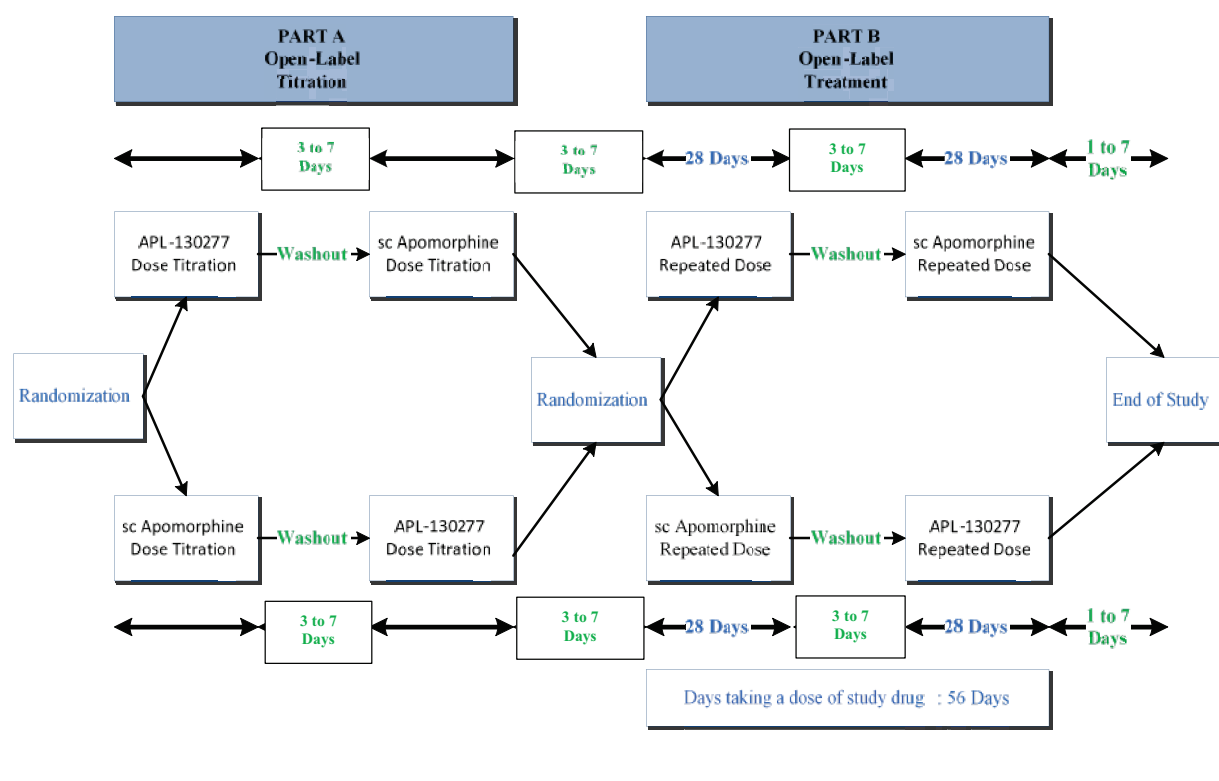 PART A
Open-Label
Titration
PART B
Open-Label
Treatment
3 to 7
Days
3 to 7
Days
28 Days
3 to 7
Days
28 Days
1 to 7
Days
APL-130277
Dose Titration
Washout
sc Apomorphine
Dose Titration
APL-130277
Repeated Dose
Washout
sc Apomorphine
Repeated Dose
Randomization
Randomization
End of Study
sc Apomorphine
Dose Titration
Washout
APL-130277
Dose Titration
sc Apomorphine
Repeated Dose
Washout
APL-130277
Repeated Dose
3 to 7
Days
3 to 7
Days
28 Days
3 to 7
Days
28 Days
1 to 7
Days
Days taking a dose of study drug : 56 Days